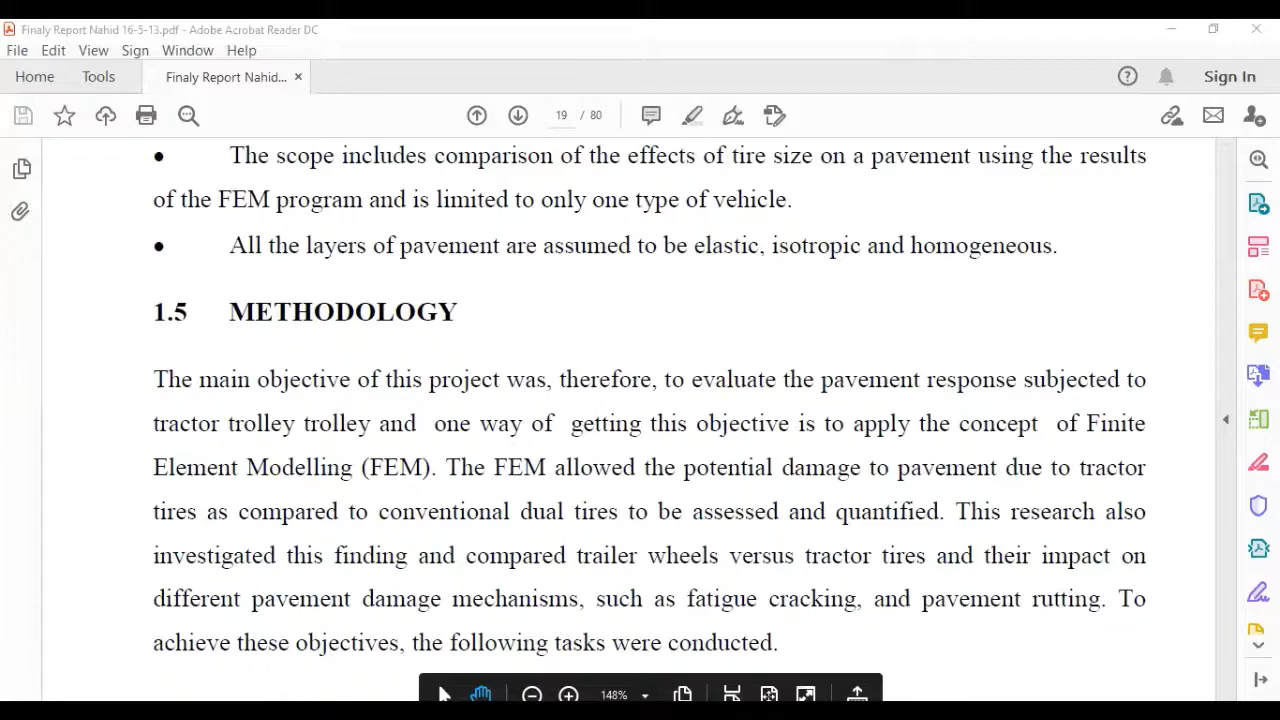 Finaly Report Nahid 16-5-13.pdf - Adobe Acrobat Reader DC
File Edit View Sign Window Help
Home Tools Finaly Report Nahid... × Sign In
19 / 80
• The scope includes comparison of the effects of tire size on a pavement using the results
of the FEM program and is limited to only one type of vehicle.
• All the layers of pavement are assumed to be elastic, isotropic and homogeneous.
1.5 METHODOLOGY
The main objective of this project was, therefore, to evaluate the pavement response subjected to
tractor trolley trolley and one way of getting this objective is to apply the concept of Finite
Element Modelling (FEM). The FEM allowed the potential damage to pavement due to tractor
tires as compared to conventional dual tires to be assessed and quantified. This research also
investigated this finding and compared trailer wheels versus tractor tires and their impact on
different pavement damage mechanisms, such as fatigue cracking, and pavement rutting. To
achieve these objectives, the following tasks were conducted.
148%